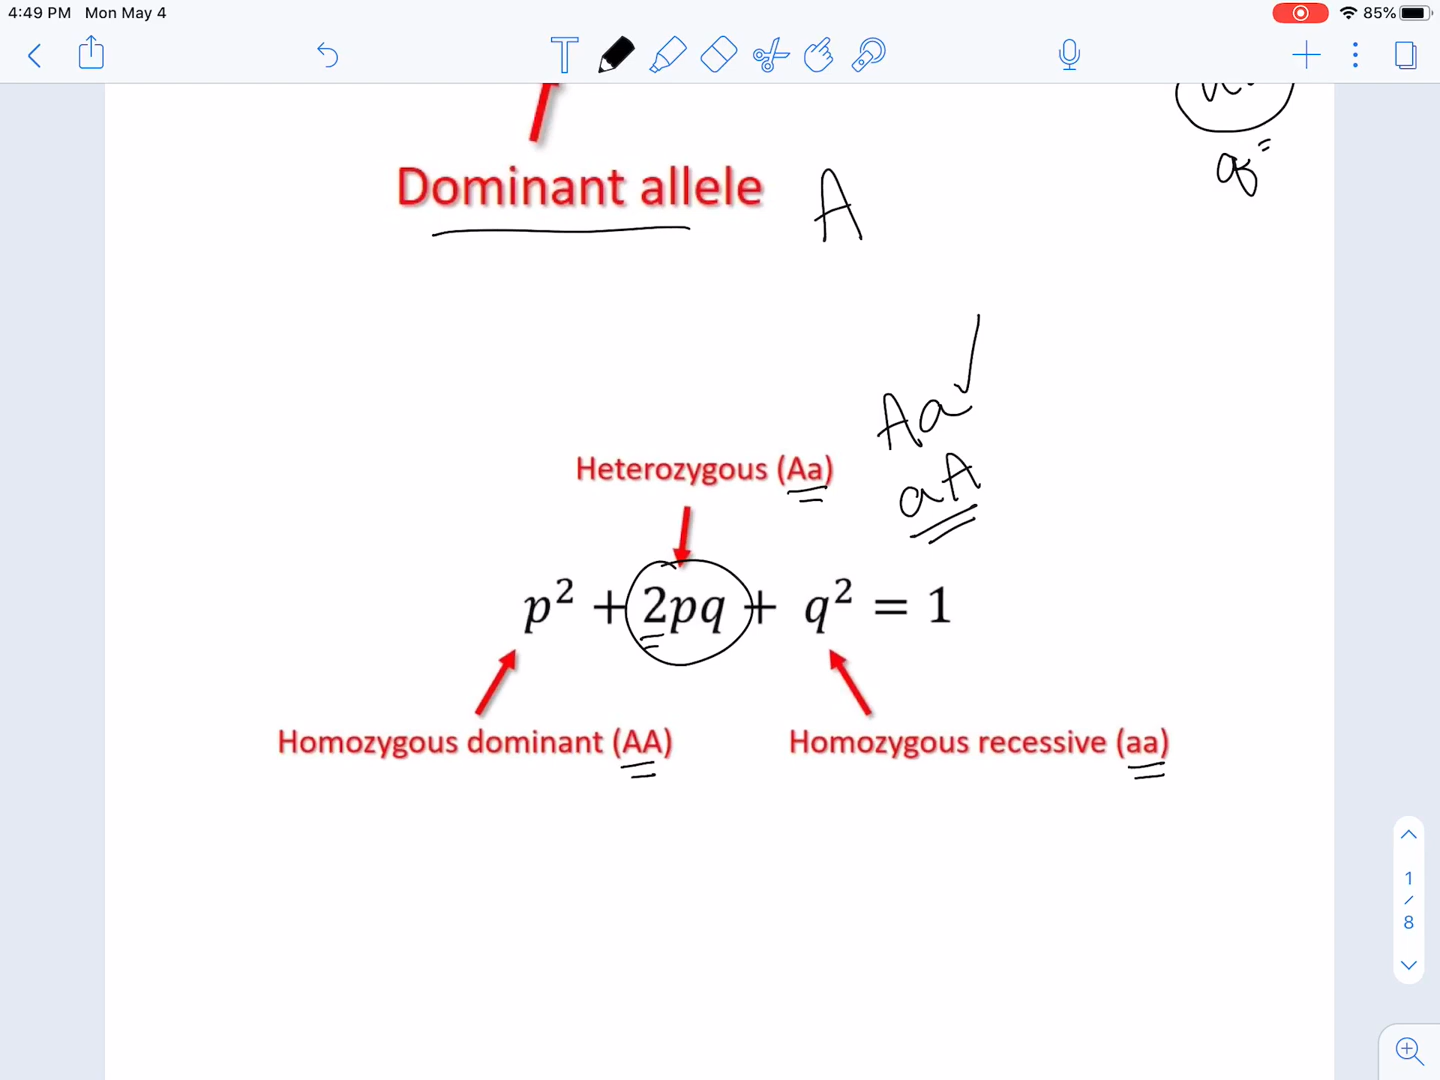 4:49 PM Mon May 4
85%
T
Dominant allele A
q =
Aa
Heterozygous (Aa)
aA
p² + 2pq + q² = 1
Homozygous dominant (AA)
Homozygous recessive (aa)
1
/
8